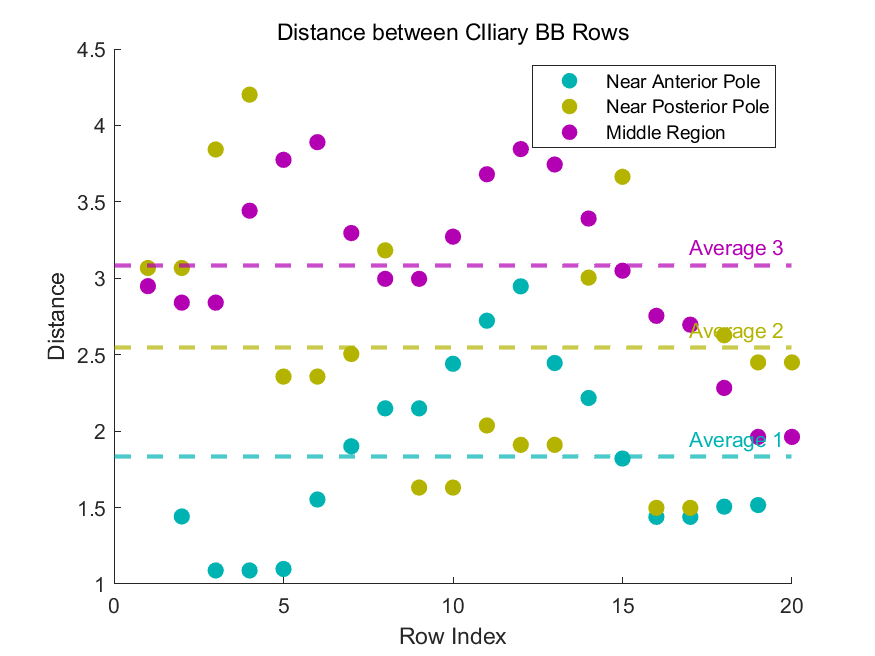 Distance between CIliary BB Rows
Near Anterior Pole
Near Posterior Pole
Middle Region
Distance
4.5
4
3.5
3
2.5
2
1.5
1
Average 3
Average 2
Average 1
0
5
10
15
20
Row Index